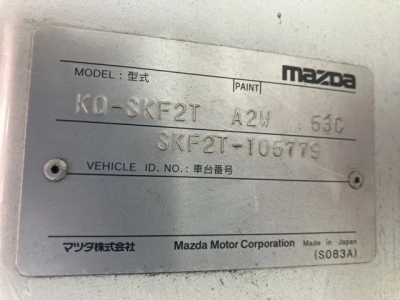 mazda
MODEL: 型式 PAINT
KQ-SKF2T A2W 53C
SKF2T-105779
VEHICLE ID. NO.: 車台番号
マツダ株式会社 Mazda Motor Corporation Made in Japan
(S083A)